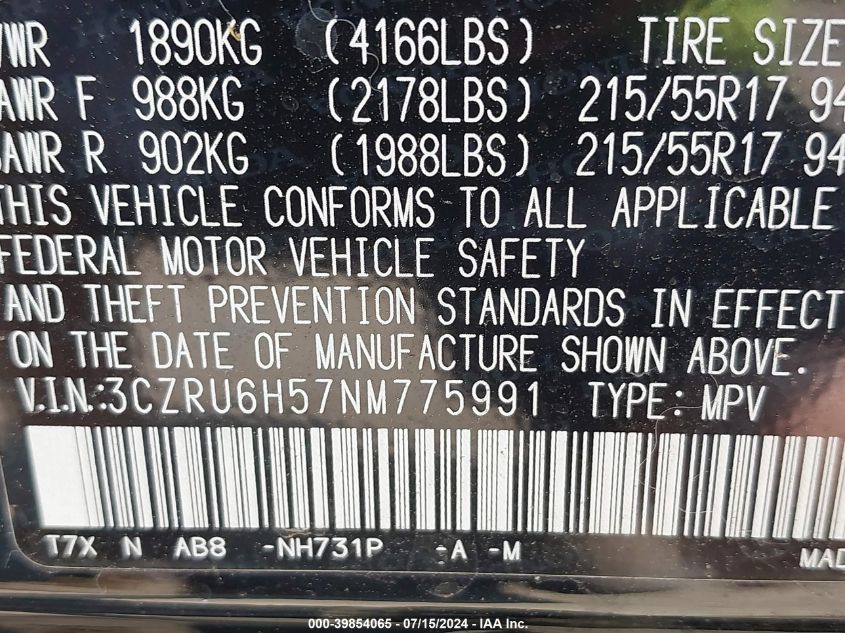 VWR 1890KG (4166LBS) TIRE SIZE
AWR F 988KG (2178LBS) 215/55R17 94
AWR R 902KG (1988LBS) 215/55R17 94
THIS VEHICLE CONFORMS TO ALL APPLICABLE
FEDERAL MOTOR VEHICLE SAFETY
AND THEFT PREVENTION STANDARDS IN EFFECT
ON THE DATE OF MANUFACTURE SHOWN ABOVE.
V.I.N.:3CZRU6H57NM775991 TYPE: MPV
T7X N AB8 -NH731P -A -M MAD
000-39854065 - 07/15/2024 - IAA Inc.